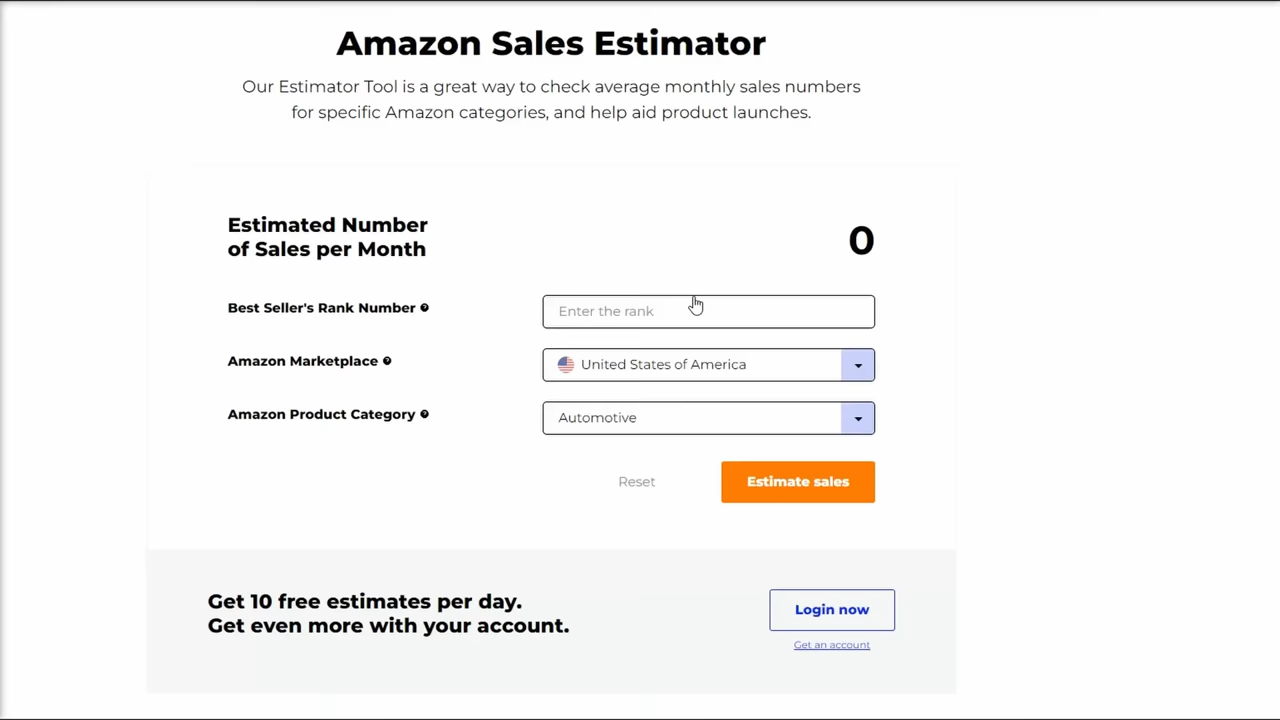 Amazon Sales Estimator
Our Estimator Tool is a great way to check average monthly sales numbers
for specific Amazon categories, and help aid product launches.
Estimated Number
of Sales per Month
0
Best Seller's Rank Number
Enter the rank
Amazon Marketplace
United States of America
Amazon Product Category
Automotive
Reset
Estimate sales
Get 10 free estimates per day.
Get even more with your account.
Login now
Get an account